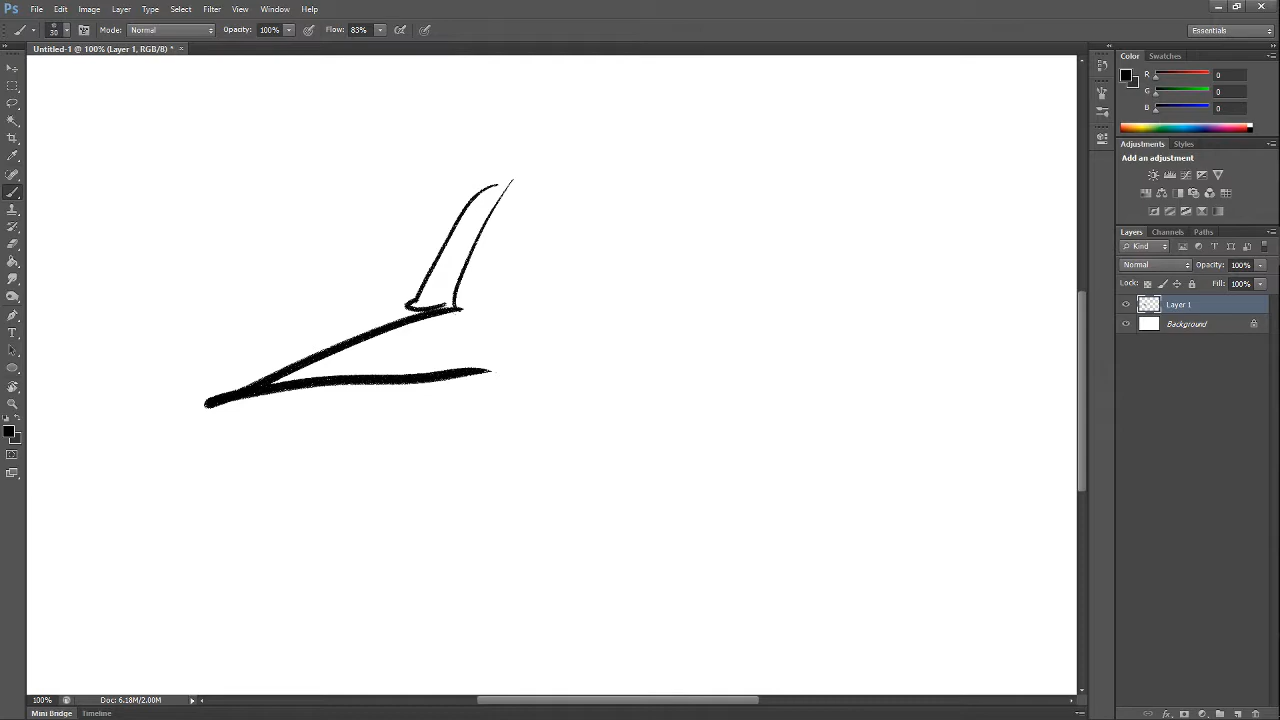 Ps File Edit Image Layer Type Select Filter View Window Help
30 Mode: Normal Opacity: 100% Flow: 83% Essentials
Untitled-1 @ 100% (Layer 1, RGB/8) * ×
Color Swatches
R 0
G 0
B 0
Adjustments Styles
Add an adjustment
Layers Channels Paths
Kind
Normal Opacity: 100%
Lock: Fill: 100%
Layer 1
Background
100% Doc: 6.18M/2.00M
Mini Bridge Timeline